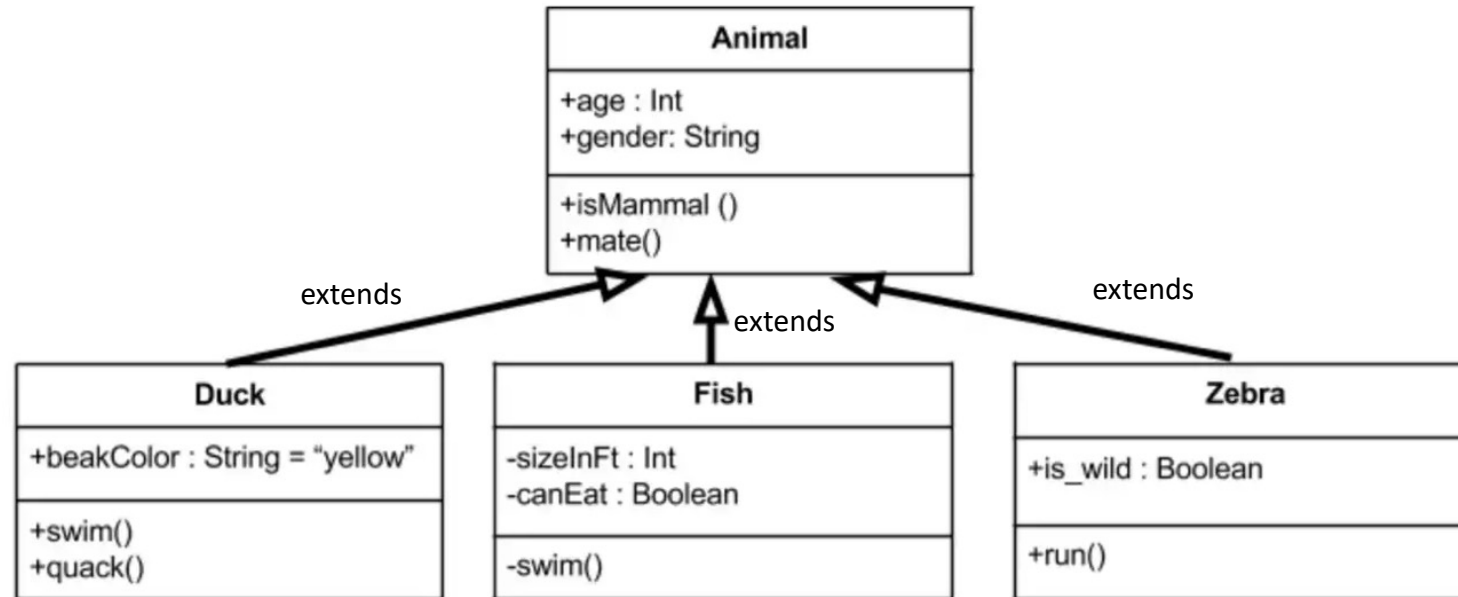 Animal
+age : Int
+gender: String
+isMammal ()
+mate()
extends
extends
extends
Duck
+beakColor : String = “yellow”
+swim()
+quack()
Fish
-sizeInFt : Int
-canEat : Boolean
-swim()
Zebra
+is_wild : Boolean
+run()